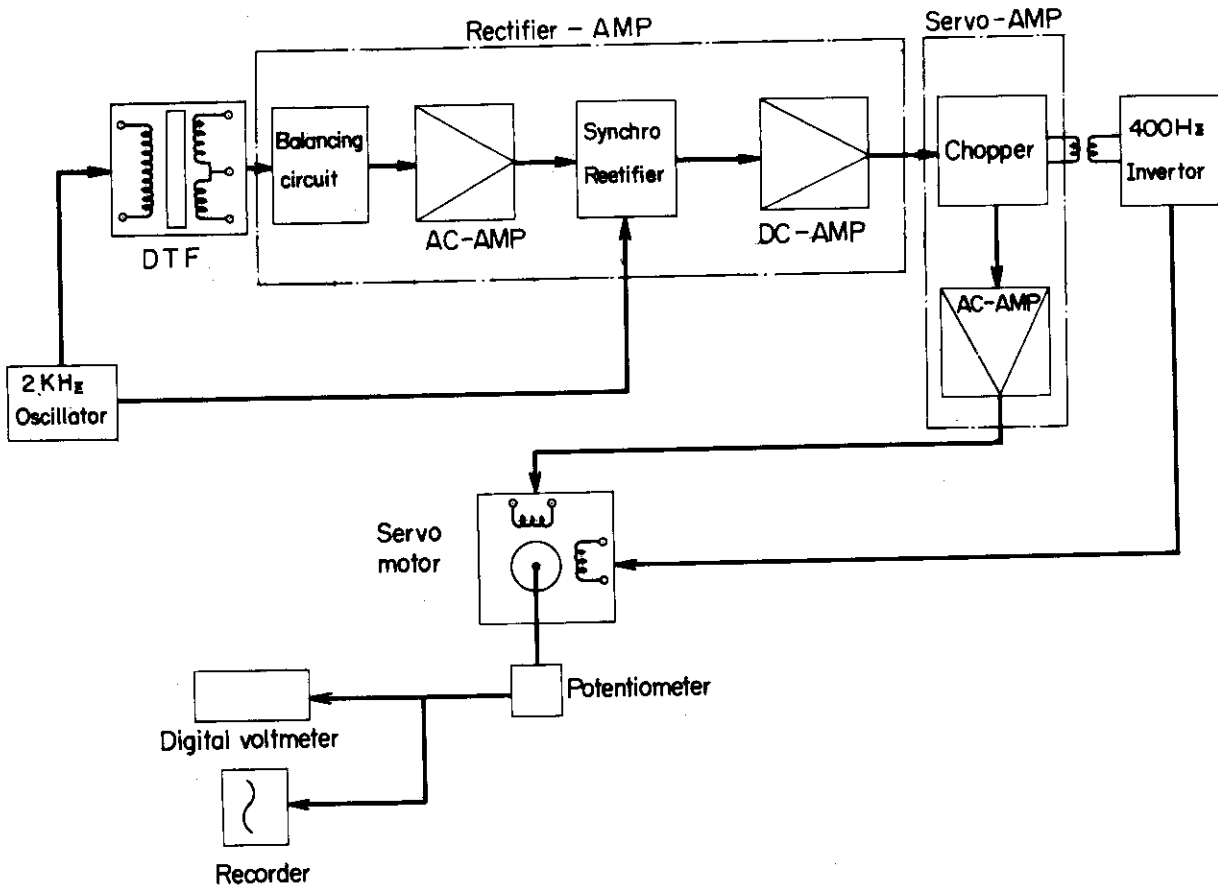 Rectifier - AMP
Servo-AMP
Balancing
circuit
AC-AMP
Synchro
Reetifier
DC-AMP
Chopper
400Hz
Invertor
DTF
AC-AMP
2 KHz
Oscillator
Servo
motor
Potentiometer
Digital voltmeter
Recorder